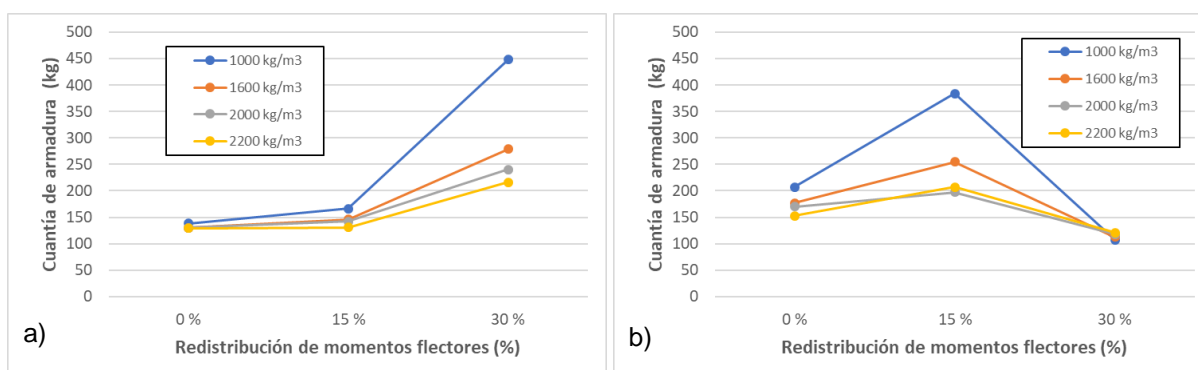 500
450
400
350
300
250
200
150
100
50
0
Cuantía de armadura (kg)
1000 kg/m3
1600 kg/m3
2000 kg/m3
2200 kg/m3
0 %
15 %
30 %
Redistribución de momentos flectores (%)
a)
500
450
400
350
300
250
200
150
100
50
0
Cuantía de armadura (kg)
1000 kg/m3
1600 kg/m3
2000 kg/m3
2200 kg/m3
0 %
15 %
30 %
Redistribución de momentos flectores (%)
b)